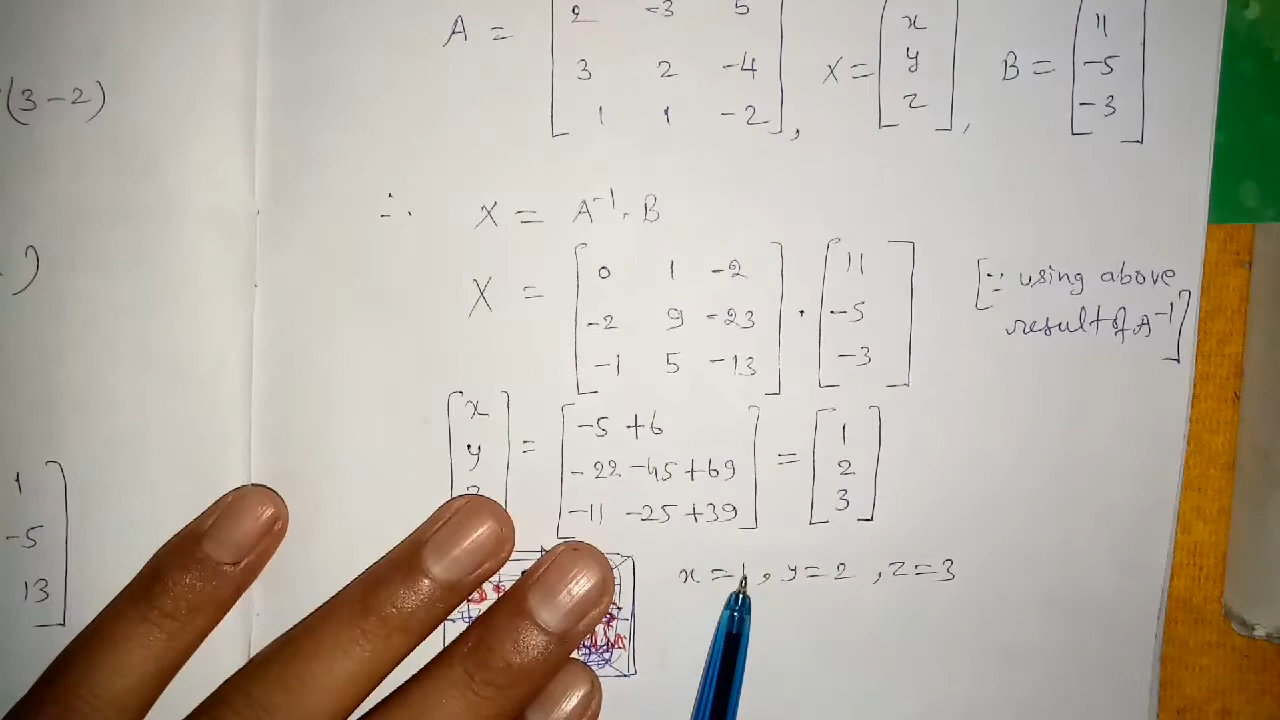 (3-2)
)
1
-5
13
A = [ 2 -3 5
3 2 -4
1 1 -2 ], X = [ x
y
z ], B = [ 11
-5
-3 ]
∴ X = A⁻¹. B
X = [ 0 1 -2
-2 9 -23
-1 5 -13 ] . [ 11
-5
-3 ] [∵ using above
result of A⁻¹]
[ x
y
z ] = [ -5 +6
-22 -45 +69
-11 -25 +39 ] = [ 1
2
3 ]
x = 1, y = 2, z = 3